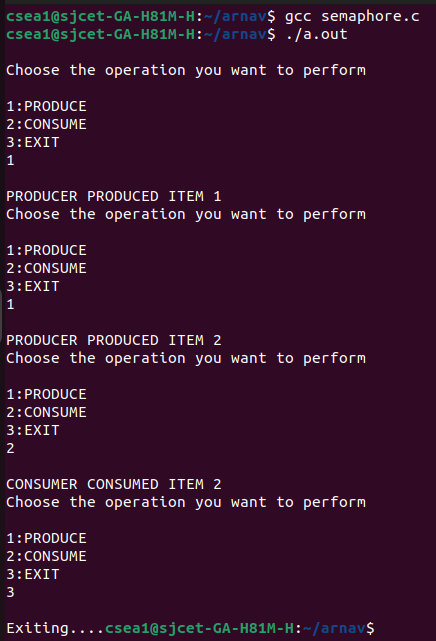 csea1@sjcet-GA-H81M-H:~/arnav$ gcc semaphore.c
csea1@sjcet-GA-H81M-H:~/arnav$ ./a.out
Choose the operation you want to perform
1:PRODUCE
2:CONSUME
3:EXIT
1
PRODUCER PRODUCED ITEM 1
Choose the operation you want to perform
1:PRODUCE
2:CONSUME
3:EXIT
1
PRODUCER PRODUCED ITEM 2
Choose the operation you want to perform
1:PRODUCE
2:CONSUME
3:EXIT
2
CONSUMER CONSUMED ITEM 2
Choose the operation you want to perform
1:PRODUCE
2:CONSUME
3:EXIT
3
Exiting....csea1@sjcet-GA-H81M-H:~/arnav$